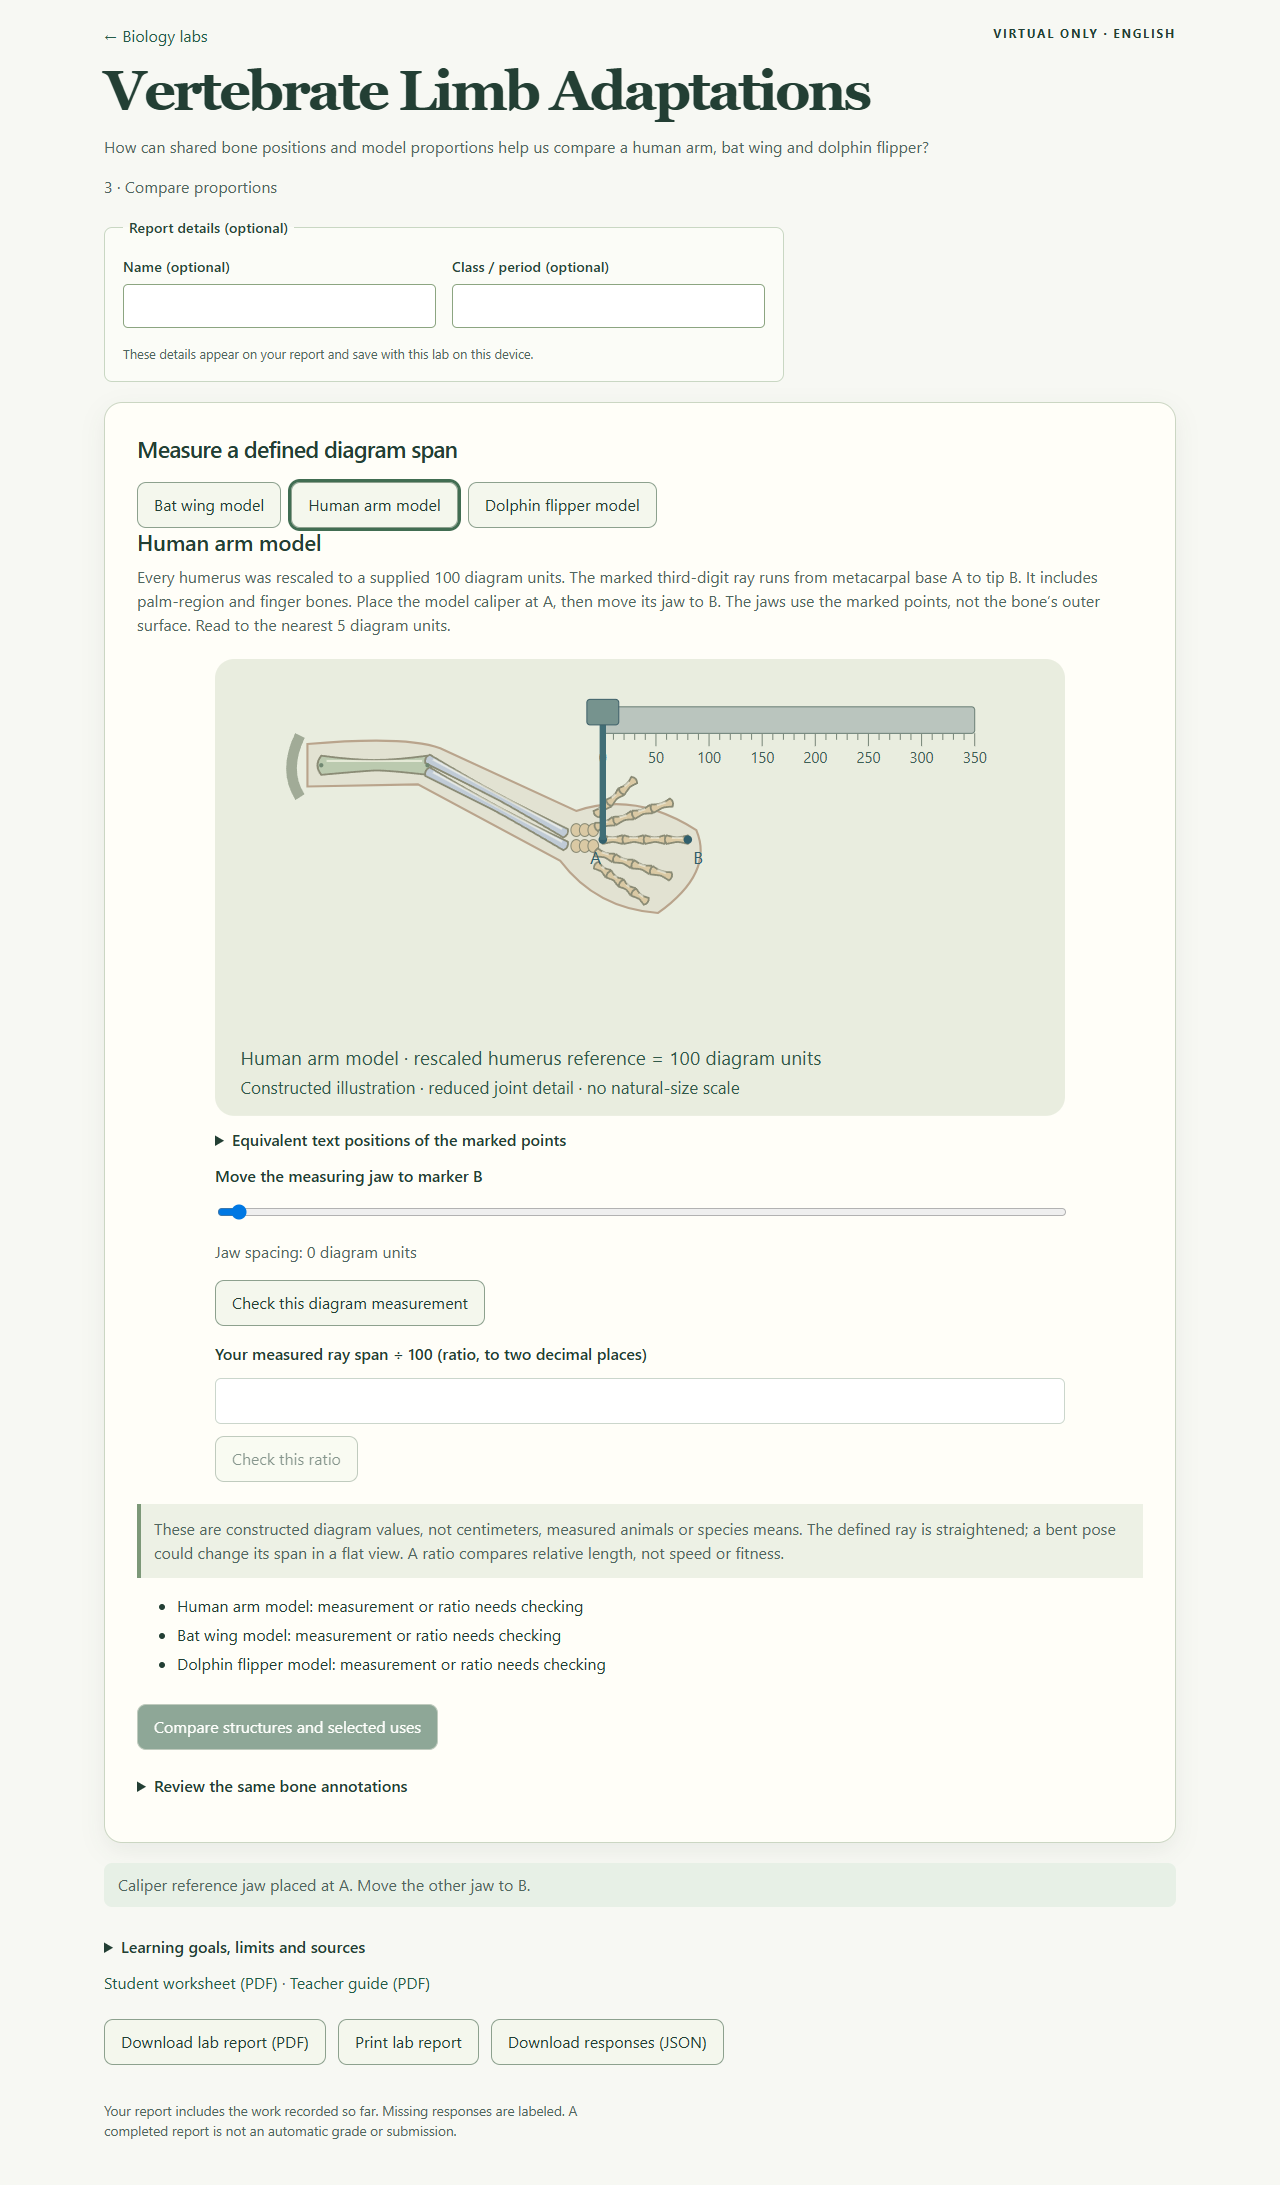 ← Biology labs
VIRTUAL ONLY · ENGLISH
Vertebrate Limb Adaptations
How can shared bone positions and model proportions help us compare a human arm, bat wing and dolphin flipper?
3 · Compare proportions
Report details (optional)
Name (optional)
Class / period (optional)
These details appear on your report and save with this lab on this device.
Measure a defined diagram span
Bat wing model
Human arm model
Dolphin flipper model
Human arm model
Every humerus was rescaled to a supplied 100 diagram units. The marked third-digit ray runs from metacarpal base A to tip B. It includes
palm-region and finger bones. Place the model caliper at A, then move its jaw to B. The jaws use the marked points, not the bone's outer
surface. Read to the nearest 5 diagram units.
50 100 150 200 250 300 350
A B
Human arm model · rescaled humerus reference = 100 diagram units
Constructed illustration · reduced joint detail · no natural-size scale
▶ Equivalent text positions of the marked points
Move the measuring jaw to marker B
Jaw spacing: 0 diagram units
Check this diagram measurement
Your measured ray span ÷ 100 (ratio, to two decimal places)
Check this ratio
These are constructed diagram values, not centimeters, measured animals or species means. The defined ray is straightened; a bent pose
could change its span in a flat view. A ratio compares relative length, not speed or fitness.
• Human arm model: measurement or ratio needs checking
• Bat wing model: measurement or ratio needs checking
• Dolphin flipper model: measurement or ratio needs checking
Compare structures and selected uses
▶ Review the same bone annotations
Caliper reference jaw placed at A. Move the other jaw to B.
▶ Learning goals, limits and sources
Student worksheet (PDF) · Teacher guide (PDF)
Download lab report (PDF)
Print lab report
Download responses (JSON)
Your report includes the work recorded so far. Missing responses are labeled. A
completed report is not an automatic grade or submission.